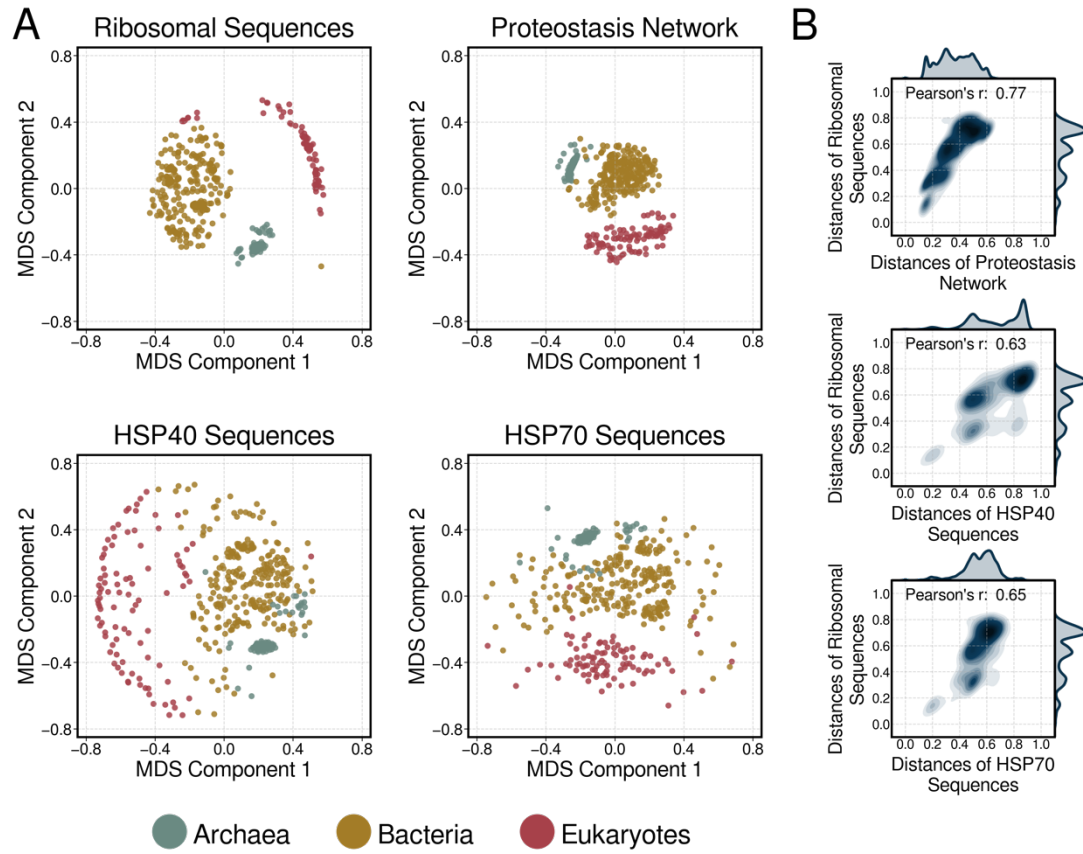 A
Ribosomal Sequences
MDS Component 2
0.8
0.4
0.0
−0.4
−0.8
−0.8 −0.4 0.0 0.4 0.8
MDS Component 1
Proteostasis Network
MDS Component 2
0.8
0.4
0.0
−0.4
−0.8
−0.8 −0.4 0.0 0.4 0.8
MDS Component 1
HSP40 Sequences
MDS Component 2
0.8
0.4
0.0
−0.4
−0.8
−0.8 −0.4 0.0 0.4 0.8
MDS Component 1
HSP70 Sequences
MDS Component 2
0.8
0.4
0.0
−0.4
−0.8
−0.8 −0.4 0.0 0.4 0.8
MDS Component 1
Archaea Bacteria Eukaryotes
B
Pearson's r: 0.77
Distances of Ribosomal
Sequences
1.0
0.8
0.6
0.4
0.2
0.0
0.0 0.2 0.4 0.6 0.8 1.0
Distances of Proteostasis
Network
Pearson's r: 0.63
Distances of Ribosomal
Sequences
1.0
0.8
0.6
0.4
0.2
0.0
0.0 0.2 0.4 0.6 0.8 1.0
Distances of HSP40
Sequences
Pearson's r: 0.65
Distances of Ribosomal
Sequences
1.0
0.8
0.6
0.4
0.2
0.0
0.0 0.2 0.4 0.6 0.8 1.0
Distances of HSP70
Sequences